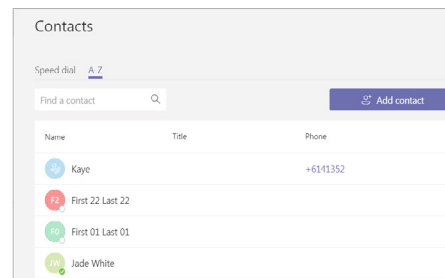 Contacts
Speed dial A-Z
Find a contact Add contact
Name Title Phone
Kaye +6141352
F2 First 22 Last 22
F0 First 01 Last 01
JW Jade White